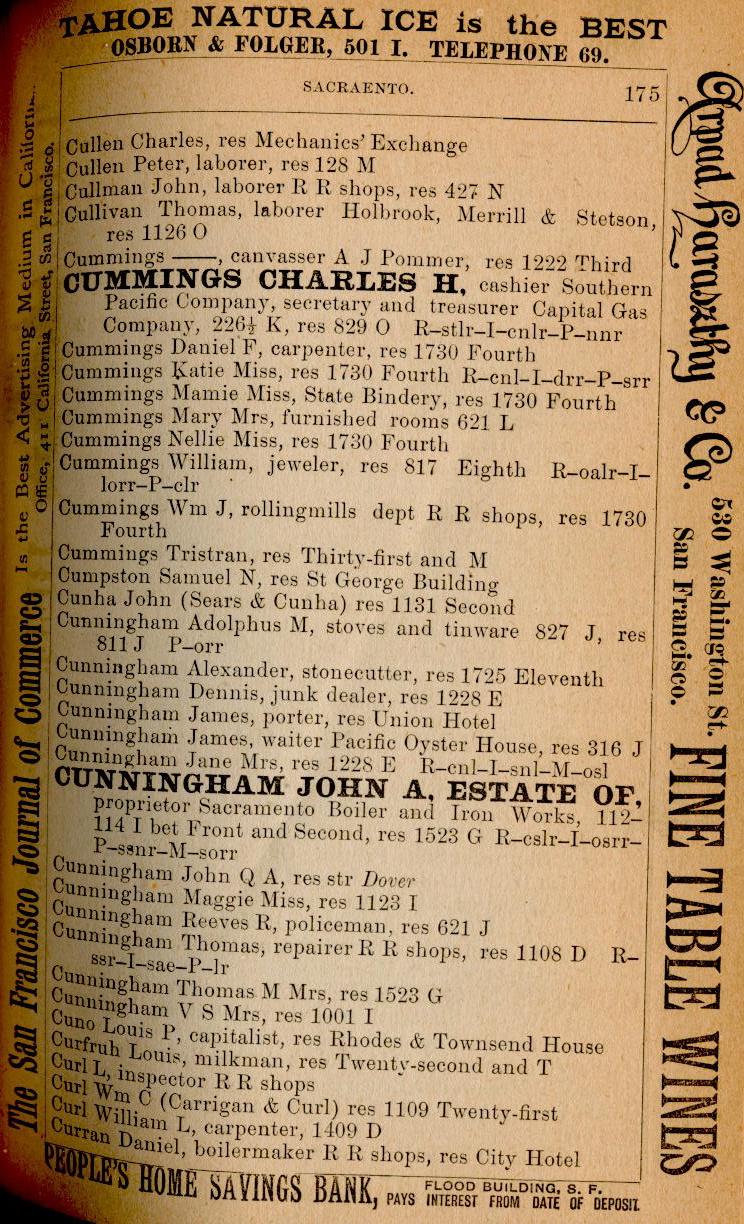 TAHOE NATURAL ICE is the BEST
OSBORN & FOLGER, 501 I. TELEPHONE 69.
SACRAENTO. 175
Cullen Charles, res Mechanics' Exchange
Cullen Peter, laborer, res 128 M
Cullman John, laborer R R shops, res 427 N
Cullivan Thomas, laborer Holbrook, Merrill & Stetson,
res 1126 O
Cummings ——, canvasser A J Pommer, res 1222 Third
CUMMINGS CHARLES H, cashier Southern
Pacific Company, secretary and treasurer Capital Gas
Company, 226½ K, res 829 O R–stlr–I–cnlr–P–nnr
Cummings Daniel F, carpenter, res 1730 Fourth
Cummings Katie Miss, res 1730 Fourth R–cnl–I–drr–P–srr
Cummings Mamie Miss, State Bindery, res 1730 Fourth
Cummings Mary Mrs, furnished rooms 621 L
Cummings Nellie Miss, res 1730 Fourth
Cummings William, jeweler, res 817 Eighth R–oalr–I–
lorr–P–clr
Cummings Wm J, rollingmills dept R R shops, res 1730
Fourth
Cummings Tristran, res Thirty-first and M
Cumpston Samuel N, res St George Building
Cunha John (Sears & Cunha) res 1131 Second
Cunningham Adolphus M, stoves and tinware 827 J, res
811 J P–orr
Cunningham Alexander, stonecutter, res 1725 Eleventh
Cunningham Dennis, junk dealer, res 1228 E
Cunningham James, porter, res Union Hotel
Cunningham James, waiter Pacific Oyster House, res 316 J
Cunningham Jane Mrs, res 1228 E R–cnl–I–snl–M–osl
CUNNINGHAM JOHN A, ESTATE OF,
proprietor Sacramento Boiler and Iron Works, 112–
114 I bet Front and Second, res 1523 G R–cslr–I–osrr–
P–ssnr–M–sorr
Cunningham John Q A, res str Dover
Cunningham Maggie Miss, res 1123 I
Cunningham Reeves R, policeman, res 621 J
Cunningham Thomas, repairer R R shops, res 1108 D R–
ssr–I–sae–P–lr
Cunningham Thomas M Mrs, res 1523 G
Cunningham V S Mrs, res 1001 I
Cuno Louis P, capitalist, res Rhodes & Townsend House
Curfruh Louis, milkman, res Twenty-second and T
Curl L, inspector R R shops
Curl Wm C (Carrigan & Curl) res 1109 Twenty-first
Curl William L, carpenter, 1409 D
Curran Daniel, boilermaker R R shops, res City Hotel
PEOPLE'S HOME SAVINGS BANK, PAYS
FLOOD BUILDING, S. F.
INTEREST FROM DATE OF DEPOSIT.
The San Francisco Journal of Commerce
Is the Best Advertising Medium in
Office, 411 California Street, San Francisco.
Arpad Haraszthy & Co.
530 Washington St.
San Francisco.
FINE TABLE WINES